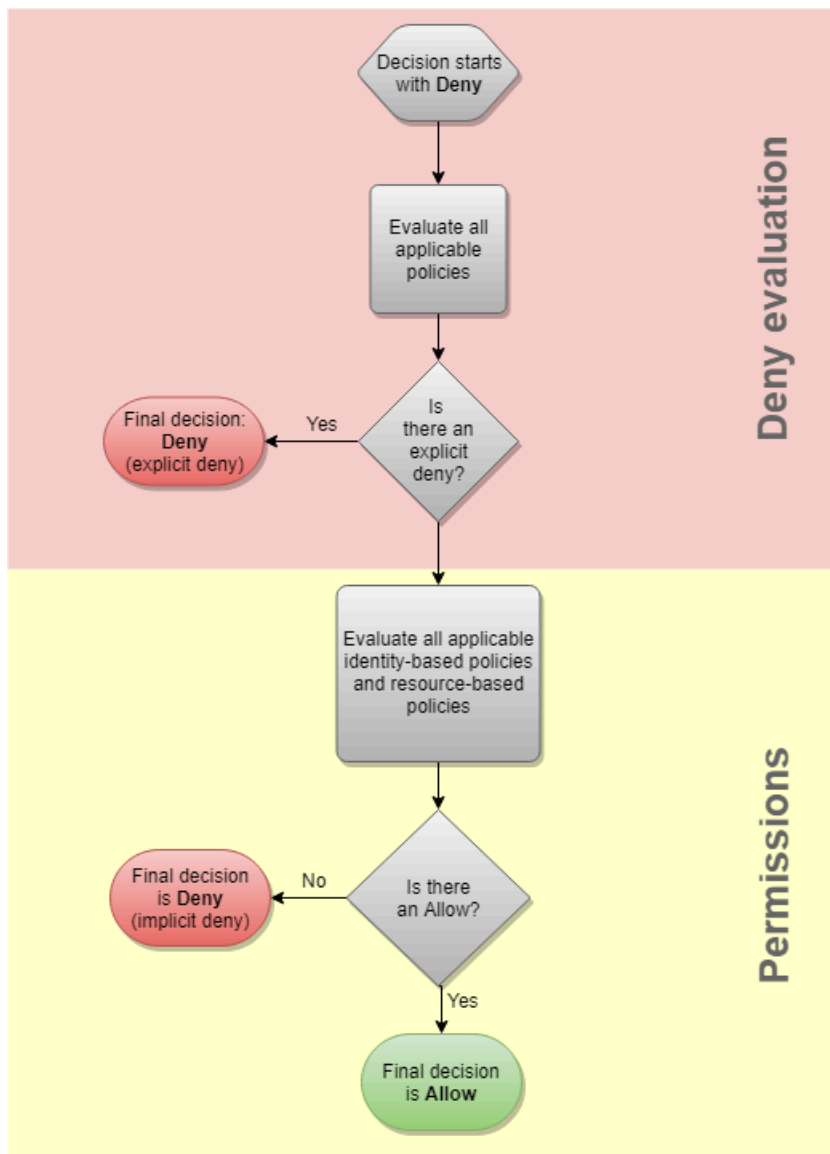 Decision starts
with Deny
Deny evaluation
Evaluate all
applicable
policies
Is
there an
explicit
deny?
Yes
Final decision:
Deny
(explicit deny)
Evaluate all applicable
identity-based policies
and resource-based
policies
Permissions
Is there
an Allow?
No
Final decision
is Deny
(implicit deny)
Yes
Final decision
is Allow